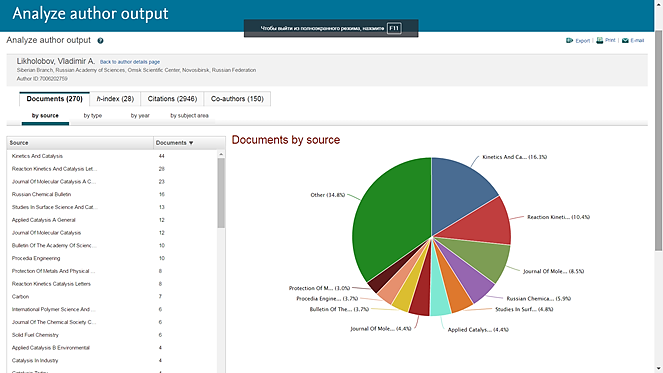 Analyze author output
Чтобы выйти из полноэкранного режима, нажмите F11
Analyze author output
Export Print E-mail
Likholobov, Vladimir A. Back to author details page
Siberian Branch, Russian Academy of Sciences, Omsk Scientific Center, Novosibirsk, Russian Federation
Author ID 7006202759
Documents (270) h-index (28) Citations (2946) Co-authors (150)
by source by type by year by subject area
Source Documents
Kinetics And Catalysis 44
Reaction Kinetics And Catalysis Let... 28
Journal Of Molecular Catalysis A C... 23
Russian Chemical Bulletin 16
Studies In Surface Science And Cat... 13
Applied Catalysis A General 12
Journal Of Molecular Catalysis 12
Bulletin Of The Academy Of Scienc... 10
Procedia Engineering 10
Protection Of Metals And Physical ... 8
Reaction Kinetics Catalysis Letters 8
Carbon 7
International Polymer Science And ... 6
Journal Of The Chemical Society C... 6
Solid Fuel Chemistry 6
Applied Catalysis B Environmental 4
Catalysis In Industry 4
Documents by source
Kinetics And Ca... (16.3%)
Reaction Kineti... (10.4%)
Journal Of Mole... (8.5%)
Russian Chemica... (5.9%)
Studies In Surf... (4.8%)
Applied Catalys... (4.4%)
Journal Of Mole... (4.4%)
Bulletin Of The... (3.7%)
Procedia Engine... (3.7%)
Protection Of M... (3.0%)
Other (34.8%)